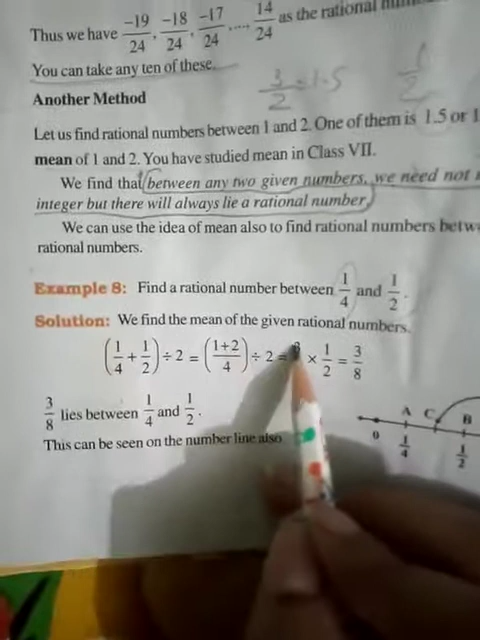 Thus we have -19/24, -18/24, -17/24, ...., 14/24 as the rational
You can take any ten of these.
3/2 = 1.5
1/2
Another Method
Let us find rational numbers between 1 and 2. One of them is 1.5 or 1
mean of 1 and 2. You have studied mean in Class VII.
We find that between any two given numbers, we need not
integer but there will always lie a rational number.
We can use the idea of mean also to find rational numbers
rational numbers.
Example 8: Find a rational number between 1/4 and 1/2.
Solution: We find the mean of the given rational numbers.
(1/4 + 1/2) ÷ 2 = ((1+2)/4) ÷ 2 = × 1/2 = 3/8
3/8 lies between 1/4 and 1/2.
This can be seen on the number line also
A C B
0 1/4 1/2